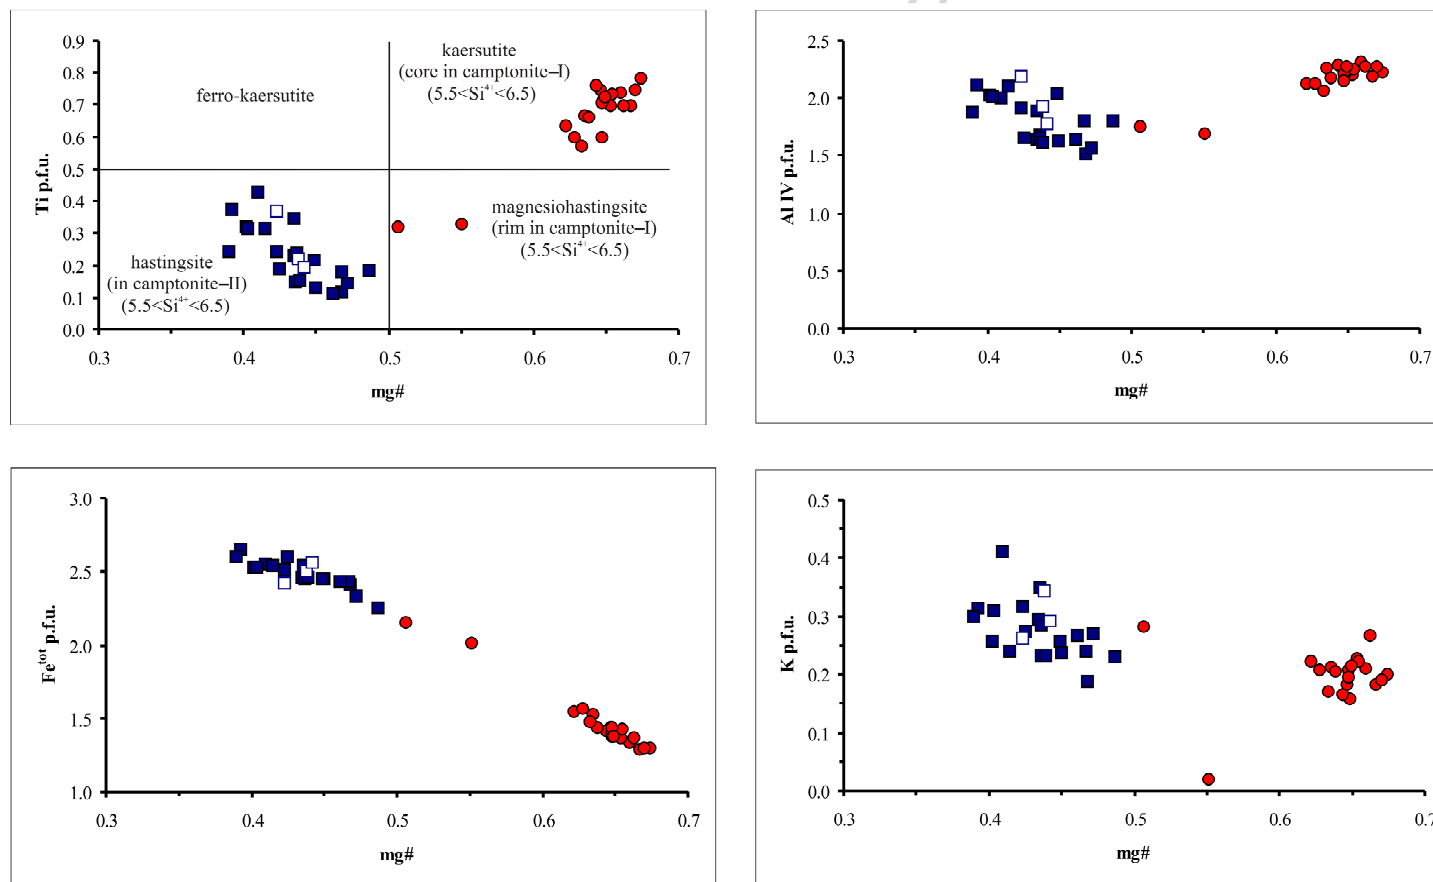 0.9
0.8
0.7
0.6
0.5
0.4
0.3
0.2
0.1
0.0
Ti p.f.u.
kaersutite
(core in camptonite–I)
(5.5<Si⁴⁺<6.5)
ferro-kaersutite
magnesiohastingsite
(rim in camptonite–I)
(5.5<Si⁴⁺<6.5)
hastingsite
(in camptonite–II)
(5.5<Si⁴⁺<6.5)
0.3 0.4 0.5 0.6 0.7
mg#
2.5
2.0
1.5
1.0
0.5
0.0
Al IV p.f.u.
0.3 0.4 0.5 0.6 0.7
mg#
3.0
2.5
2.0
1.5
1.0
Feᵗᵒᵗ p.f.u.
0.3 0.4 0.5 0.6 0.7
mg#
0.5
0.4
0.3
0.2
0.1
0.0
K p.f.u.
0.3 0.4 0.5 0.6 0.7
mg#